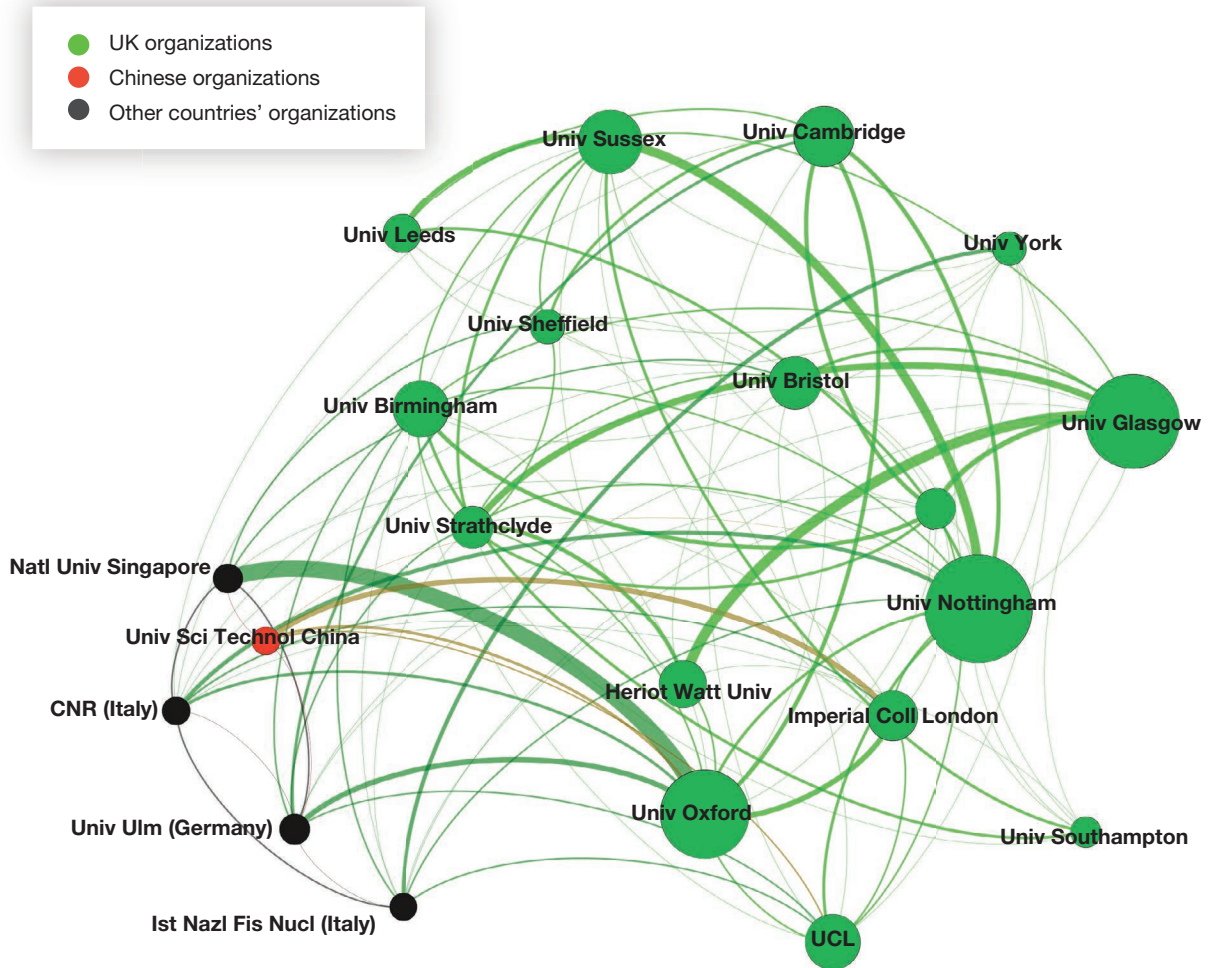 UK organizations
Chinese organizations
Other countries' organizations
Univ Sussex
Univ Cambridge
Univ Leeds
Univ York
Univ Sheffield
Univ Bristol
Univ Birmingham
Univ Glasgow
Univ Strathclyde
Natl Univ Singapore
Univ Nottingham
Univ Sci Technol China
Heriot Watt Univ
CNR (Italy)
Imperial Coll London
Univ Oxford
Univ Ulm (Germany)
Univ Southampton
Ist Nazl Fis Nucl (Italy)
UCL